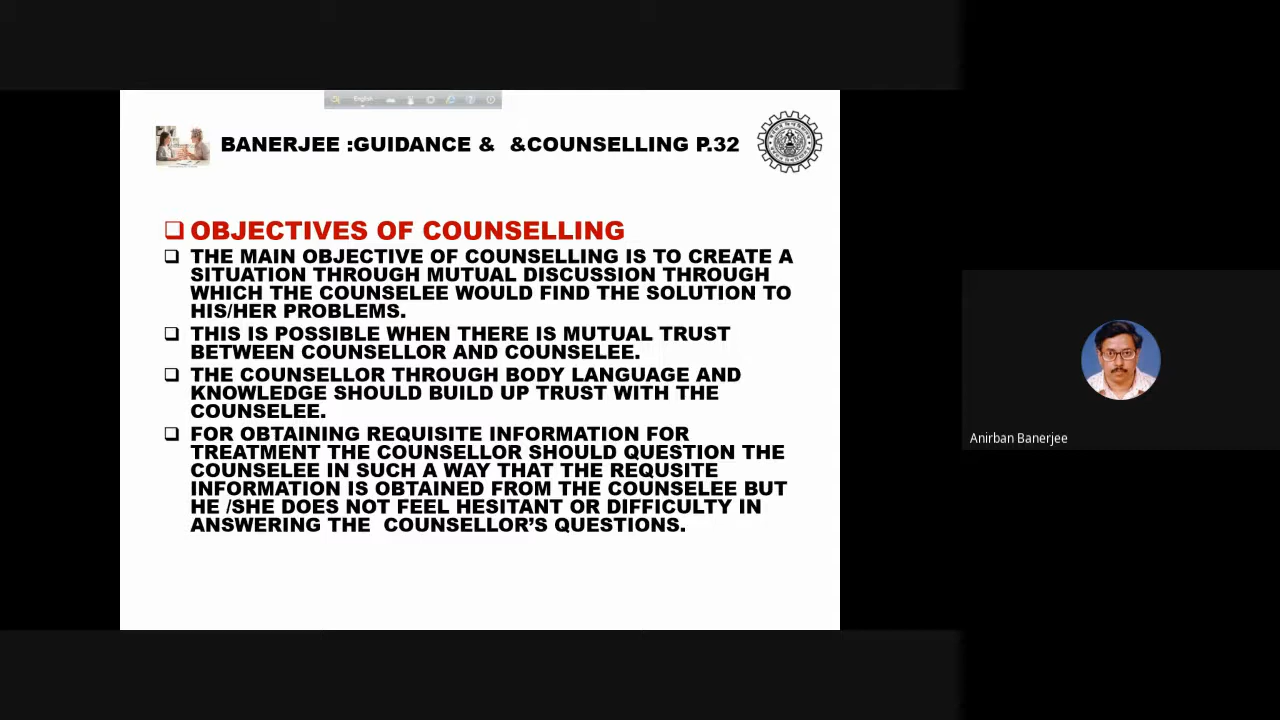 English
BANERJEE :GUIDANCE & &COUNSELLING P.32
OBJECTIVES OF COUNSELLING
THE MAIN OBJECTIVE OF COUNSELLING IS TO CREATE A
SITUATION THROUGH MUTUAL DISCUSSION THROUGH
WHICH THE COUNSELEE WOULD FIND THE SOLUTION TO
HIS/HER PROBLEMS.
THIS IS POSSIBLE WHEN THERE IS MUTUAL TRUST
BETWEEN COUNSELLOR AND COUNSELEE.
THE COUNSELLOR THROUGH BODY LANGUAGE AND
KNOWLEDGE SHOULD BUILD UP TRUST WITH THE
COUNSELEE.
FOR OBTAINING REQUISITE INFORMATION FOR
TREATMENT THE COUNSELLOR SHOULD QUESTION THE
COUNSELEE IN SUCH A WAY THAT THE REQUSITE
INFORMATION IS OBTAINED FROM THE COUNSELEE BUT
HE /SHE DOES NOT FEEL HESITANT OR DIFFICULTY IN
ANSWERING THE COUNSELLOR’S QUESTIONS.
Anirban Banerjee